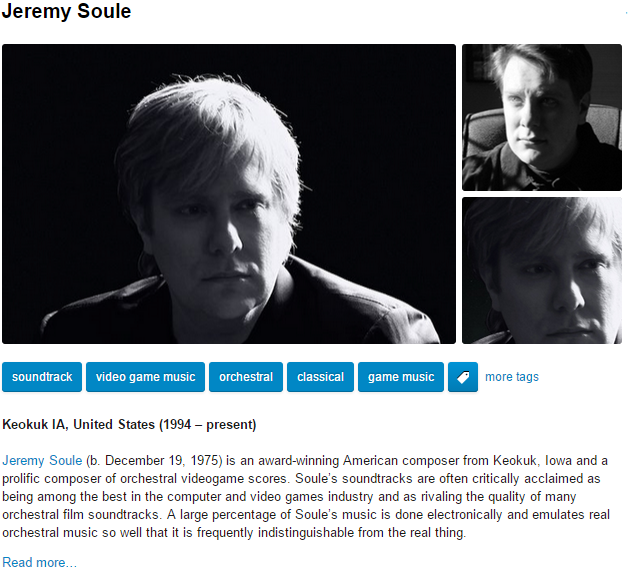 Jeremy Soule
soundtrack video game music orchestral classical game music more tags
Keokuk IA, United States (1994 – present)
Jeremy Soule (b. December 19, 1975) is an award-winning American composer from Keokuk, Iowa and a
prolific composer of orchestral videogame scores. Soule’s soundtracks are often critically acclaimed as
being among the best in the computer and video games industry and as rivaling the quality of many
orchestral film soundtracks. A large percentage of Soule’s music is done electronically and emulates real
orchestral music so well that it is frequently indistinguishable from the real thing.
Read more…